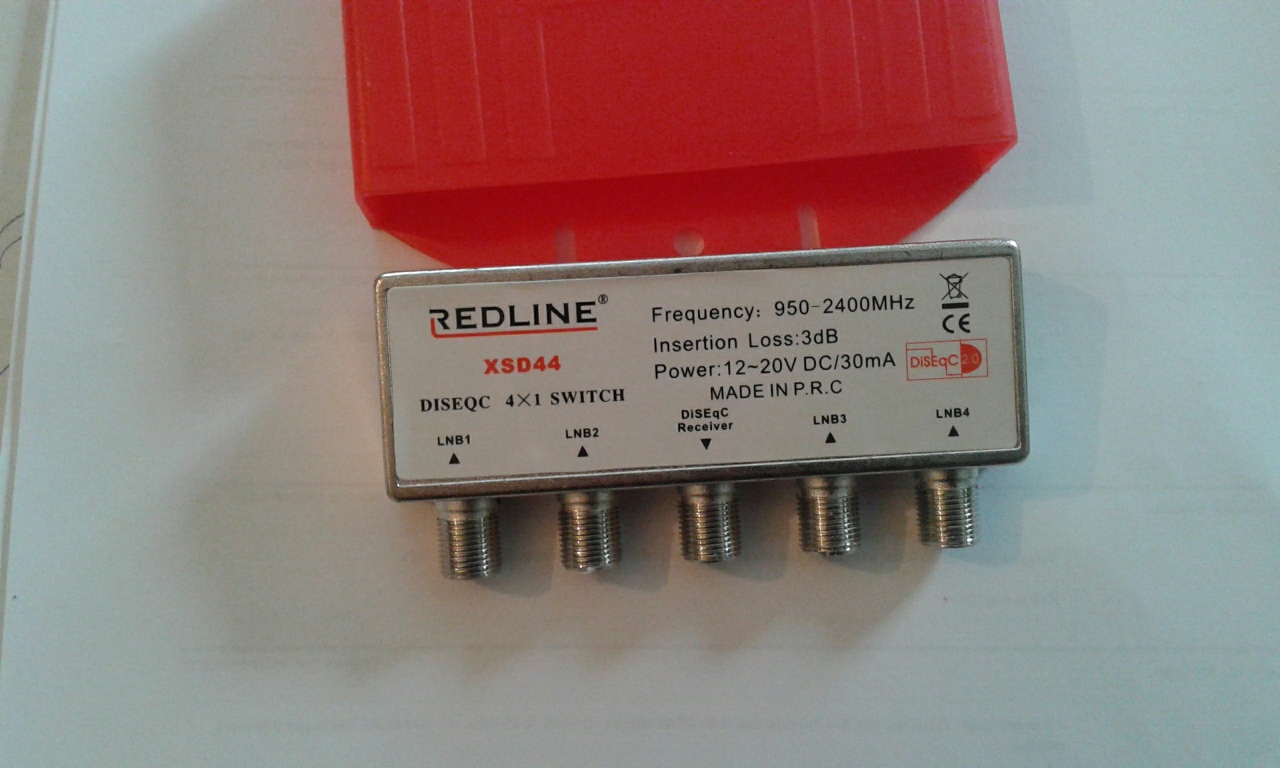 REDLINE®
XSD44
DISEQC 4×1 SWITCH
Frequency: 950-2400MHz
Insertion Loss:3dB
Power:12~20V DC/30mA
MADE IN P.R.C
CE
DiSEqC 2.0
LNB1
LNB2
DiSEqC
Receiver
LNB3
LNB4